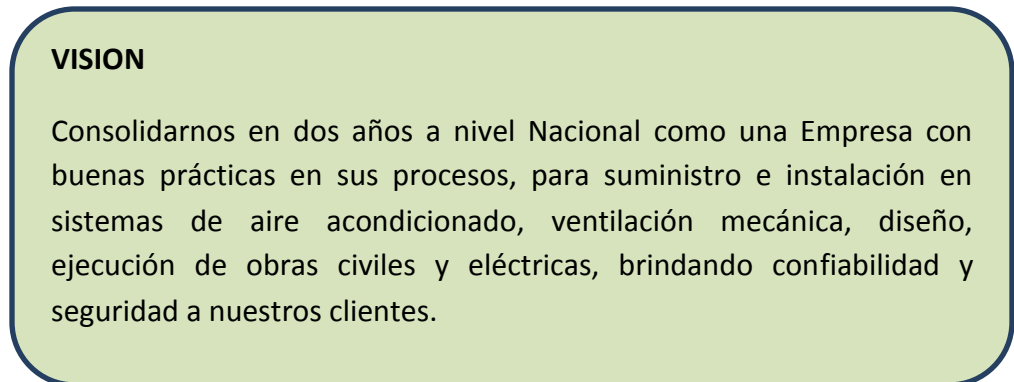 VISION
Consolidarnos en dos años a nivel Nacional como una Empresa con
buenas prácticas en sus procesos, para suministro e instalación en
sistemas de aire acondicionado, ventilación mecánica, diseño,
ejecución de obras civiles y eléctricas, brindando confiabilidad y
seguridad a nuestros clientes.